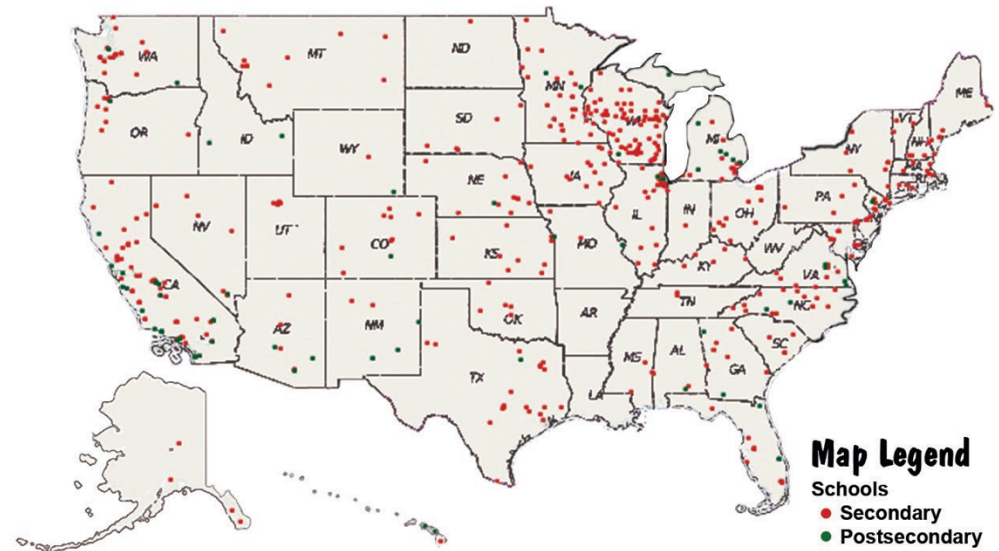 WA
MT
ND
MN
ME
OR
ID
SD
WI
MI
VT
NH
NY
WY
MA
RI
CT
NE
IA
PA
NV
UT
CO
IL
IN
OH
KS
MO
WV
VA
CA
KY
AZ
NM
OK
AR
TN
NC
SC
TX
MS
AL
GA
LA
Map Legend
Schools
Secondary
Postsecondary